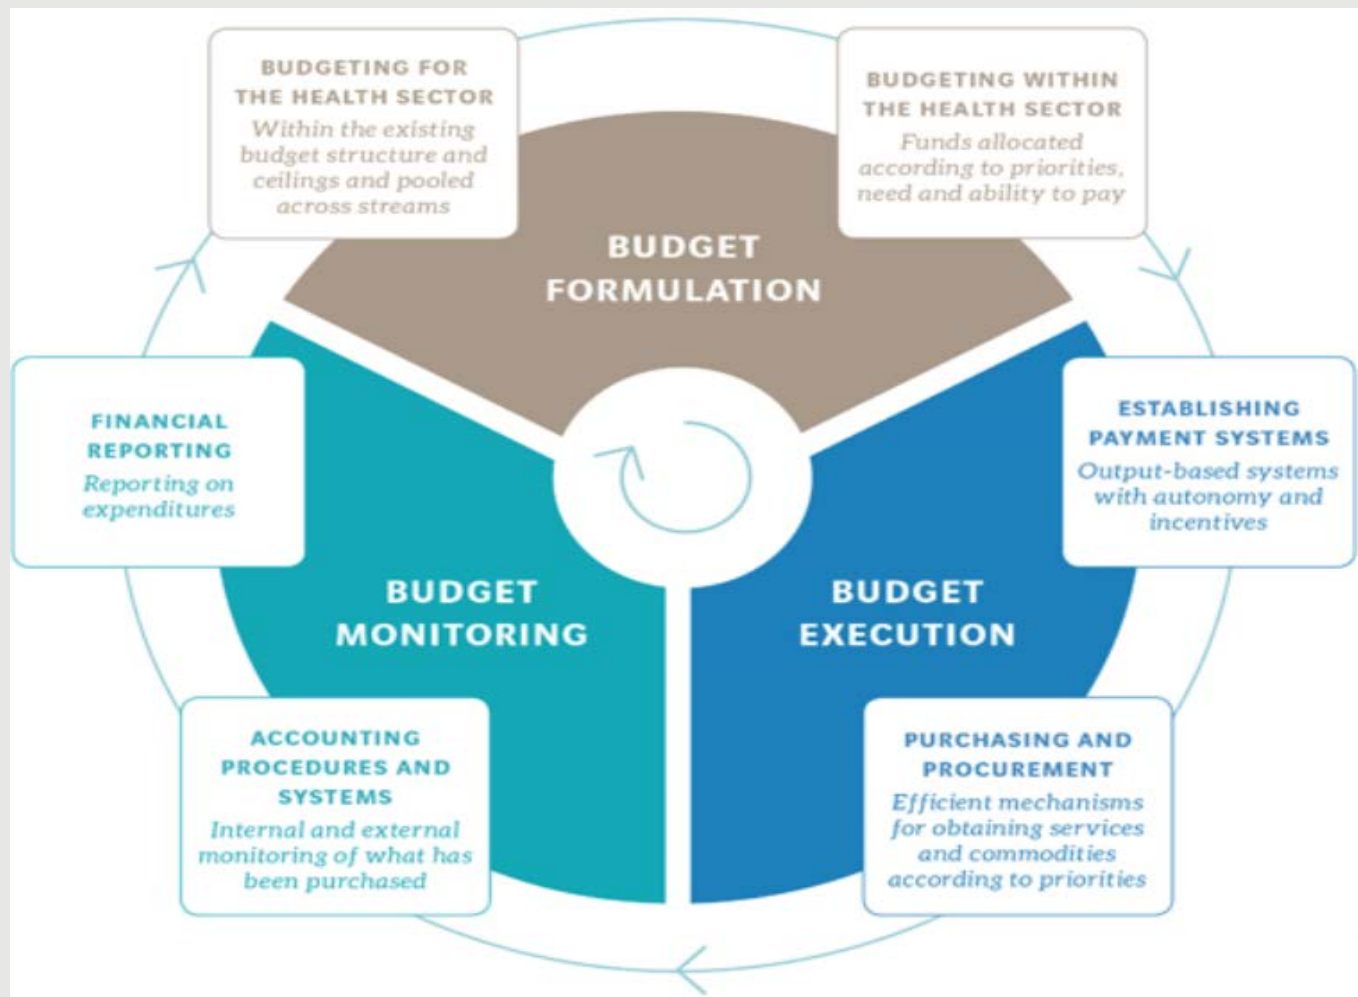 BUDGETING FOR
THE HEALTH SECTOR
Within the existing
budget structure and
ceilings and pooled
across streams
BUDGETING WITHIN
THE HEALTH SECTOR
Funds allocated
according to priorities,
need and ability to pay
BUDGET
FORMULATION
FINANCIAL
REPORTING
Reporting on
expenditures
ESTABLISHING
PAYMENT SYSTEMS
Output-based systems
with autonomy and
incentives
BUDGET
MONITORING
BUDGET
EXECUTION
ACCOUNTING
PROCEDURES AND
SYSTEMS
Internal and external
monitoring of what has
been purchased
PURCHASING AND
PROCUREMENT
Efficient mechanisms
for obtaining services
and commodities
according to priorities